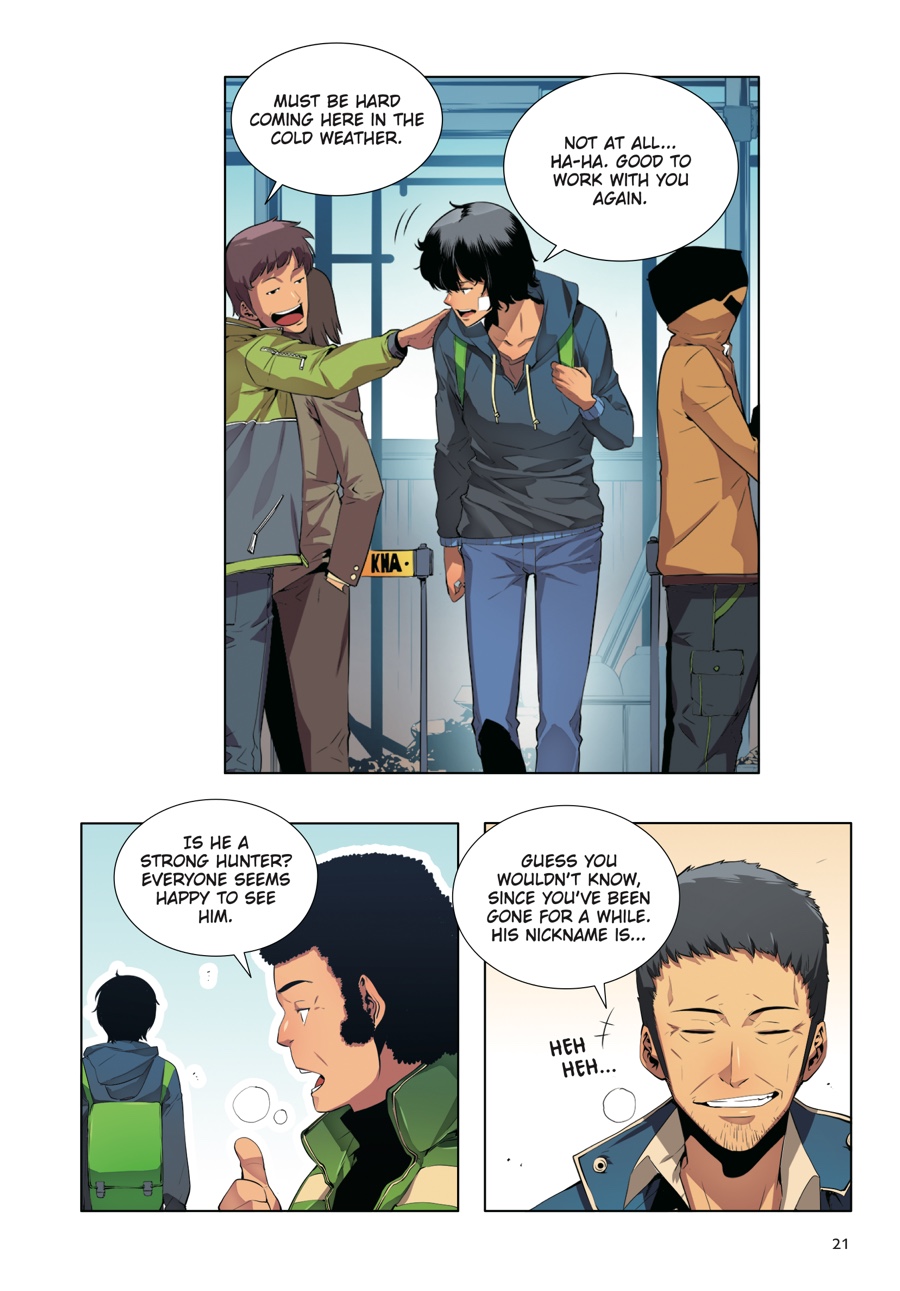 MUST BE HARD
COMING HERE IN THE
COLD WEATHER.
NOT AT ALL...
HA-HA. GOOD TO
WORK WITH YOU
AGAIN.
KHA.
IS HE A
STRONG HUNTER?
EVERYONE SEEMS
HAPPY TO SEE
HIM.
GUESS YOU
WOULDN'T KNOW,
SINCE YOU'VE BEEN
GONE FOR A WHILE.
HIS NICKNAME IS...
HEH
HEH...
21